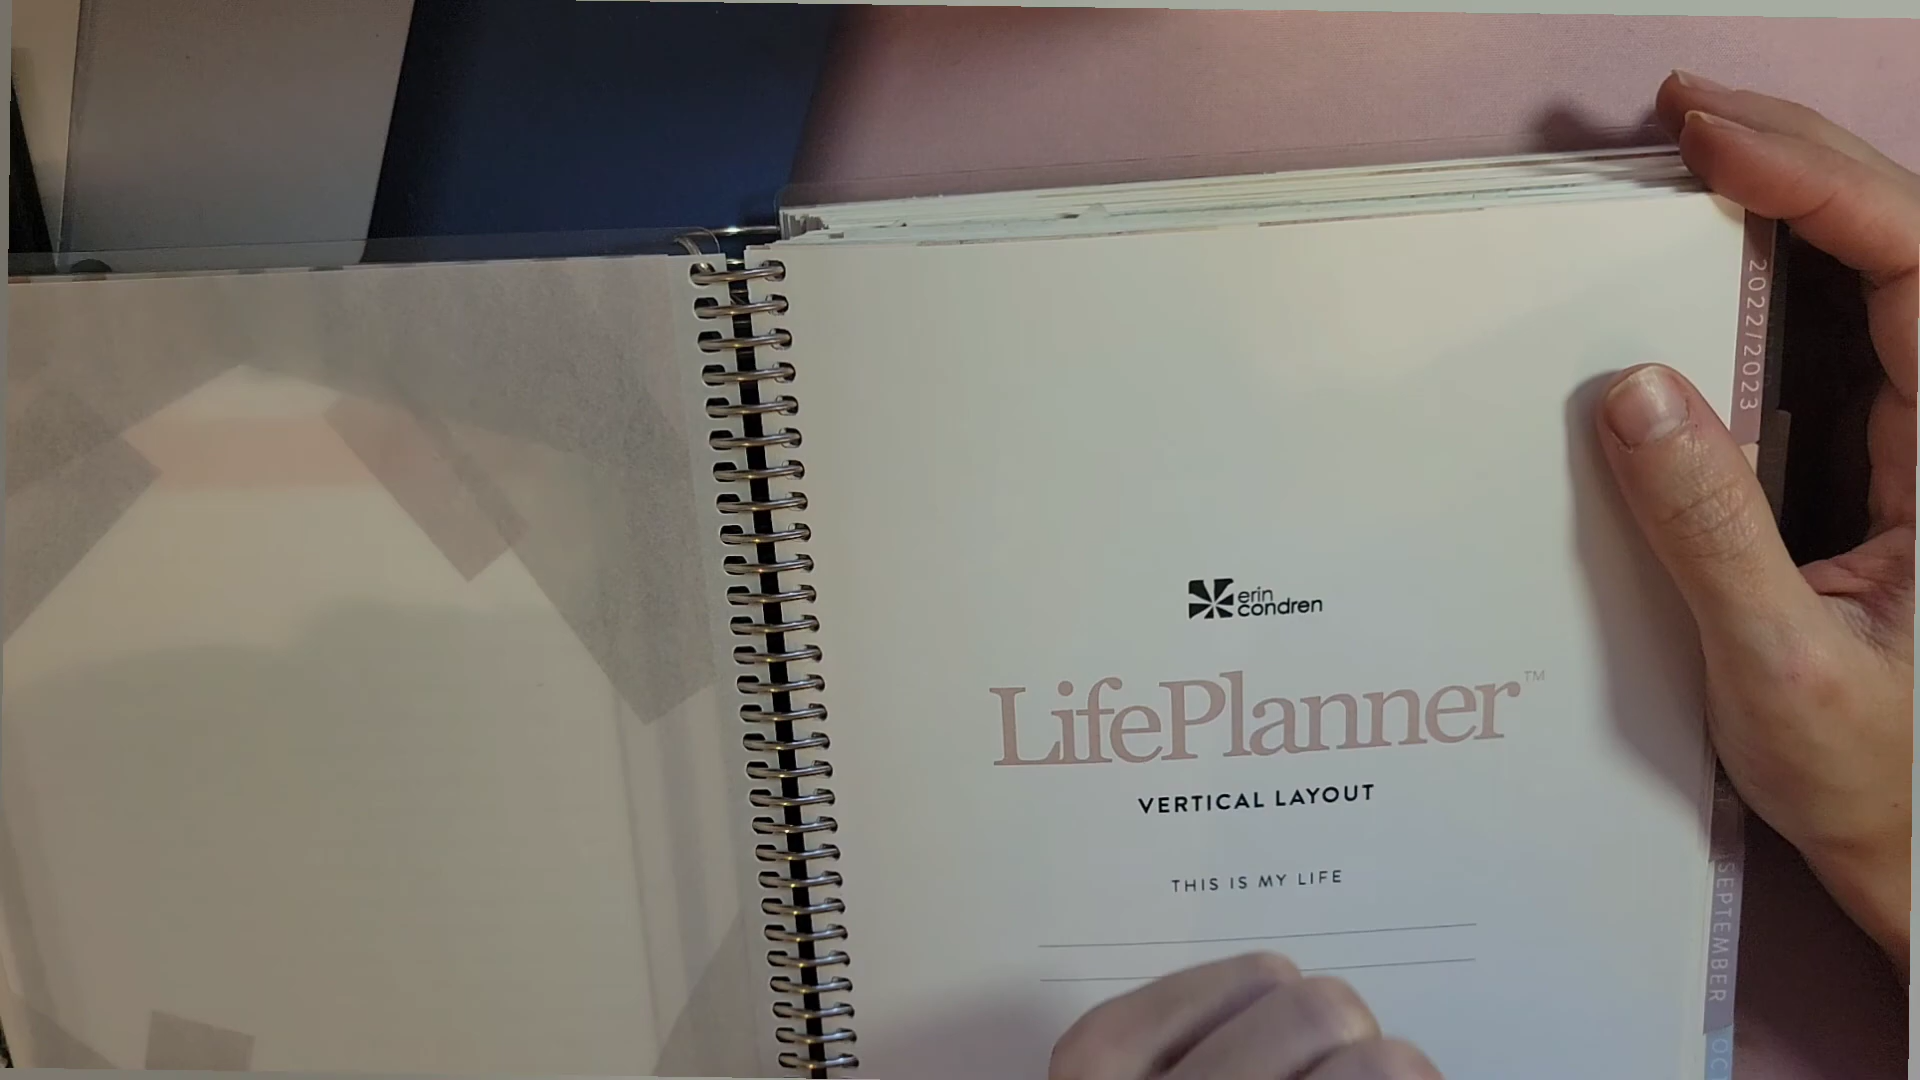 erin
condren
LifePlanner™
VERTICAL LAYOUT
THIS IS MY LIFE
2022/2023
SEPTEMBER